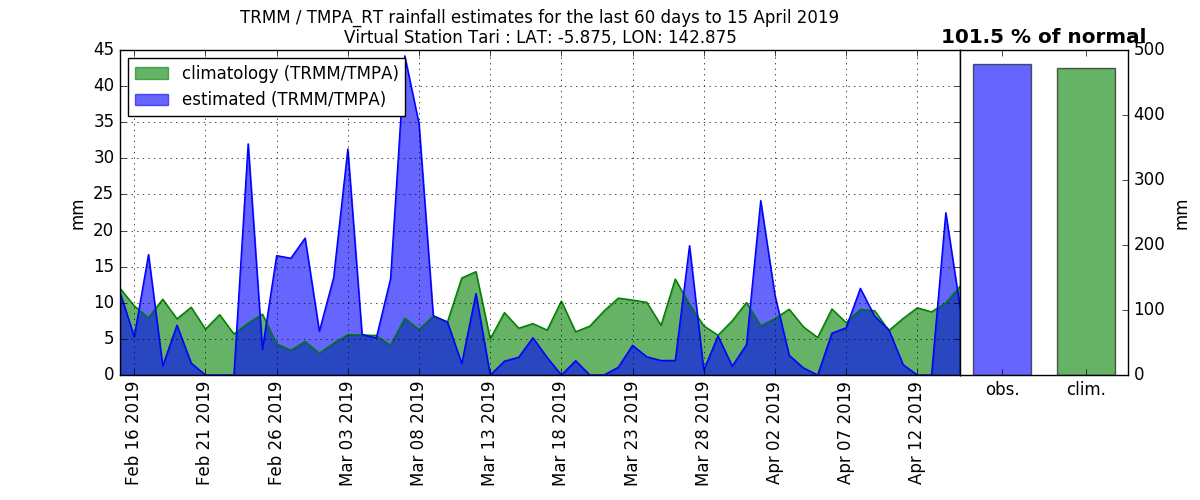 TRMM / TMPA_RT rainfall estimates for the last 60 days to 15 April 2019
Virtual Station Tari : LAT: -5.875, LON: 142.875
101.5 % of normal
climatology (TRMM/TMPA)
estimated (TRMM/TMPA)
mm
45
40
35
30
25
20
15
10
5
0
Feb 16 2019
Feb 21 2019
Feb 26 2019
Mar 03 2019
Mar 08 2019
Mar 13 2019
Mar 18 2019
Mar 23 2019
Mar 28 2019
Apr 02 2019
Apr 07 2019
Apr 12 2019
obs.
clim.
500
400
300
200
100
0
mm